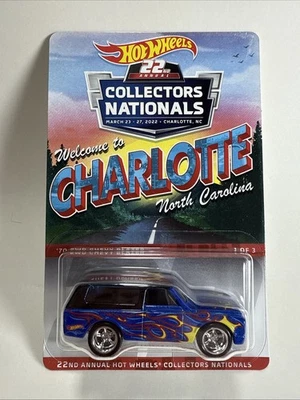 Hot Wheels
22ND
ANNUAL
COLLECTORS
NATIONALS
MARCH 23 - 27, 2022 • CHARLOTTE, NC
Welcome to
CHARLOTTE
North Carolina
1 OF 3
22ND ANNUAL HOT WHEELS® COLLECTORS NATIONALS